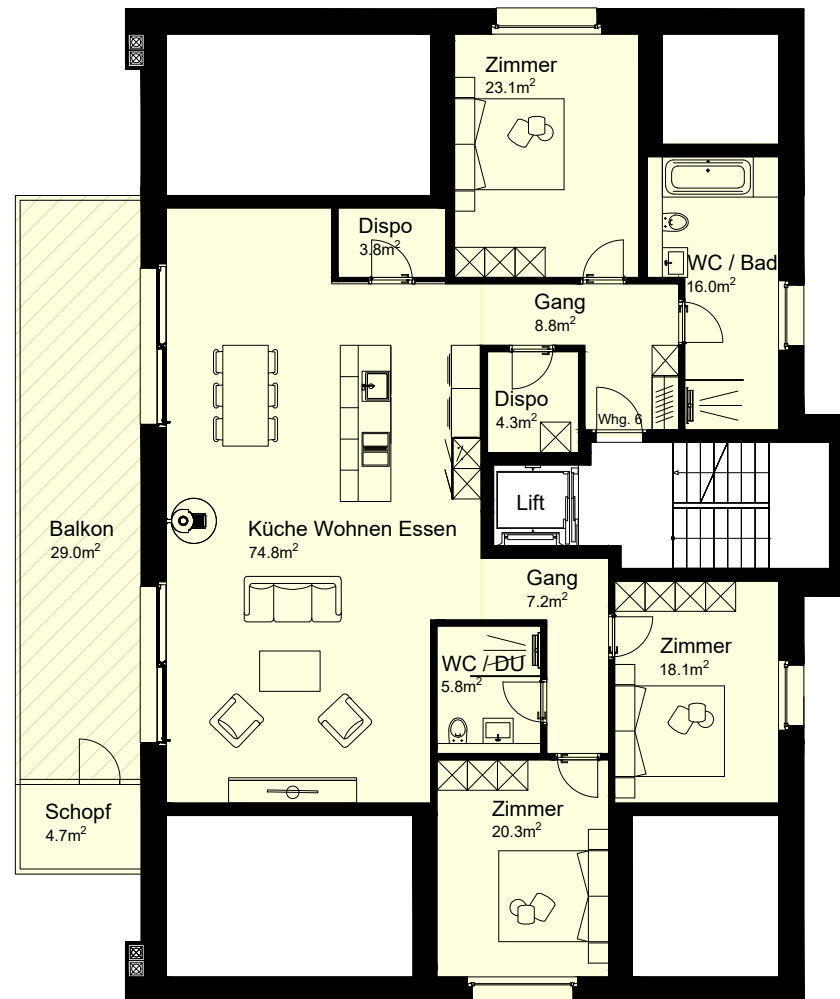 Zimmer
23.1m²
Dispo
3.8m²
WC / Bad
16.0m²
Gang
8.8m²
Dispo
4.3m²
Whg. 6
Lift
Balkon
29.0m²
Küche Wohnen Essen
74.8m²
Gang
7.2m²
Zimmer
18.1m²
WC / DU
5.8m²
Schopf
4.7m²
Zimmer
20.3m²